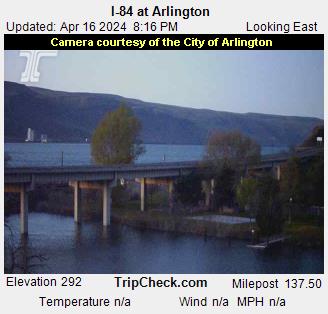 I-84 at Arlington
Updated: Apr 16 2024 8:16 PM Looking East
Camera courtesy of the City of Arlington
Elevation 292 TripCheck.com Milepost 137.50
Temperature n/a Wind n/a MPH n/a